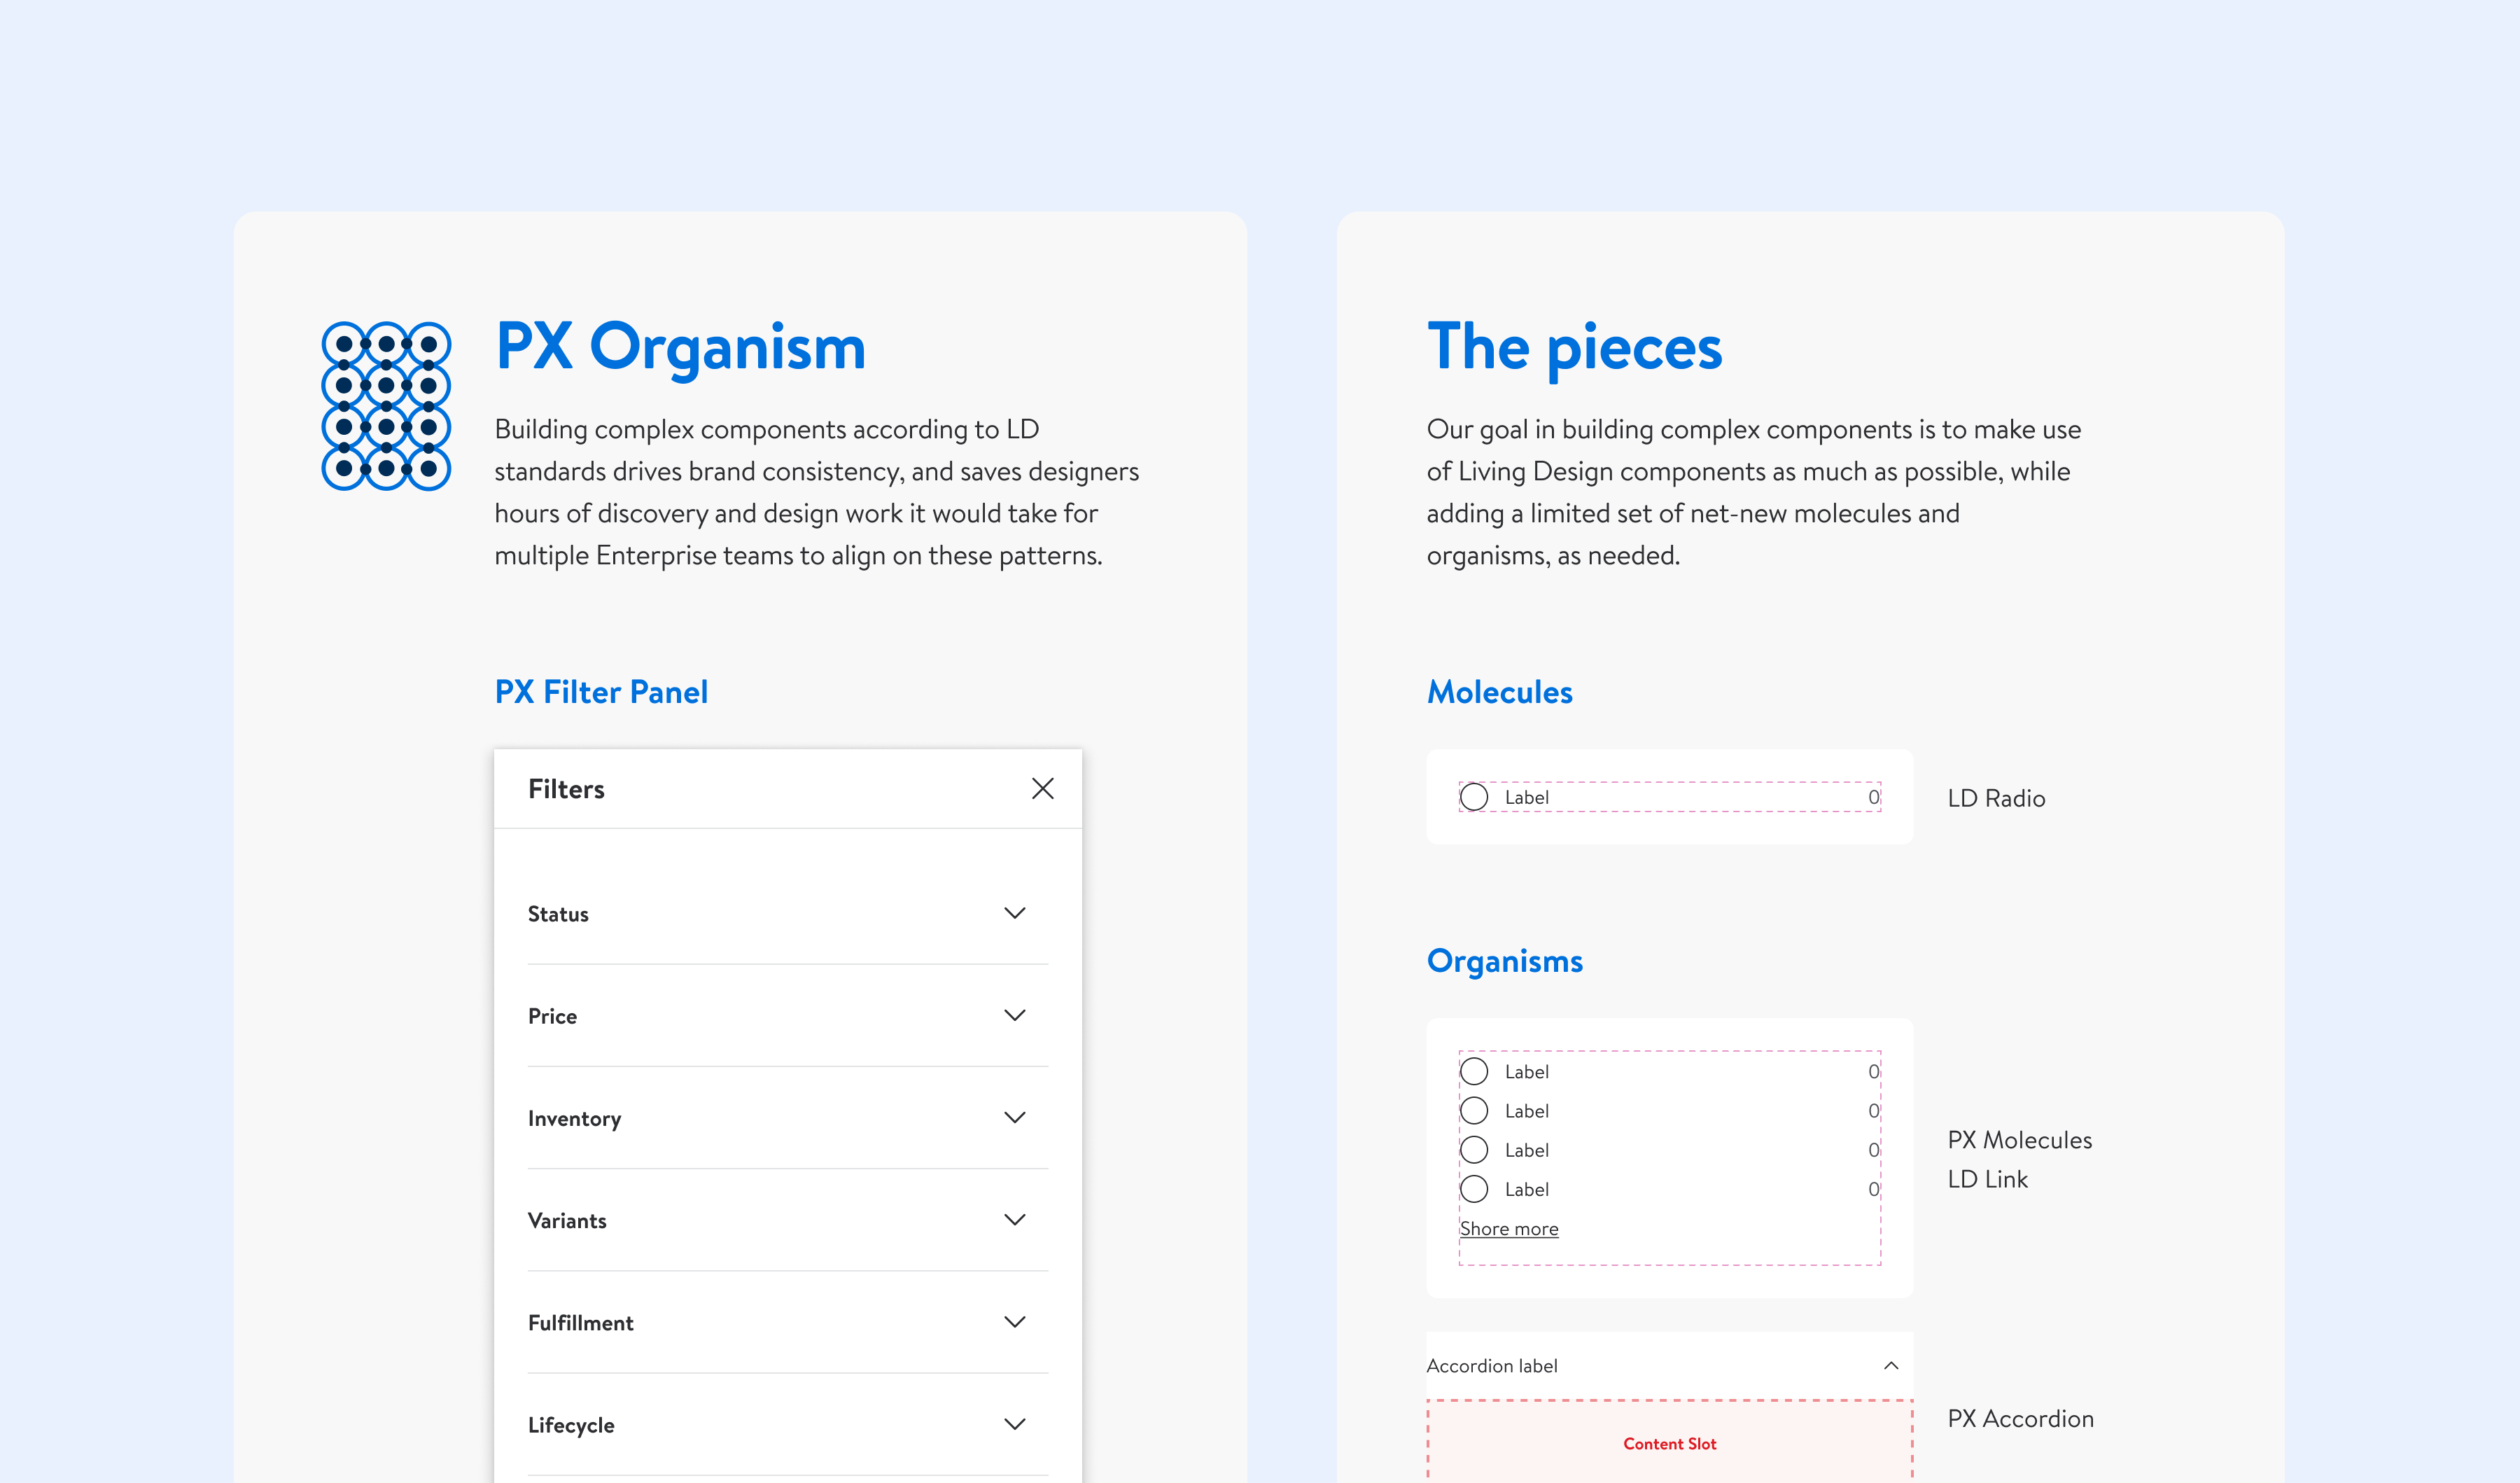 PX Organism
Building complex components according to LD
standards drives brand consistency, and saves designers
hours of discovery and design work it would take for
multiple Enterprise teams to align on these patterns.
PX Filter Panel
Filters
Status
Price
Inventory
Variants
Fulfillment
Lifecycle
The pieces
Our goal in building complex components is to make use
of Living Design components as much as possible, while
adding a limited set of net-new molecules and
organisms, as needed.
Molecules
Label 0
LD Radio
Organisms
Label 0
Label 0
Label 0
Label 0
Shore more
PX Molecules
LD Link
Accordion label
Content Slot
PX Accordion